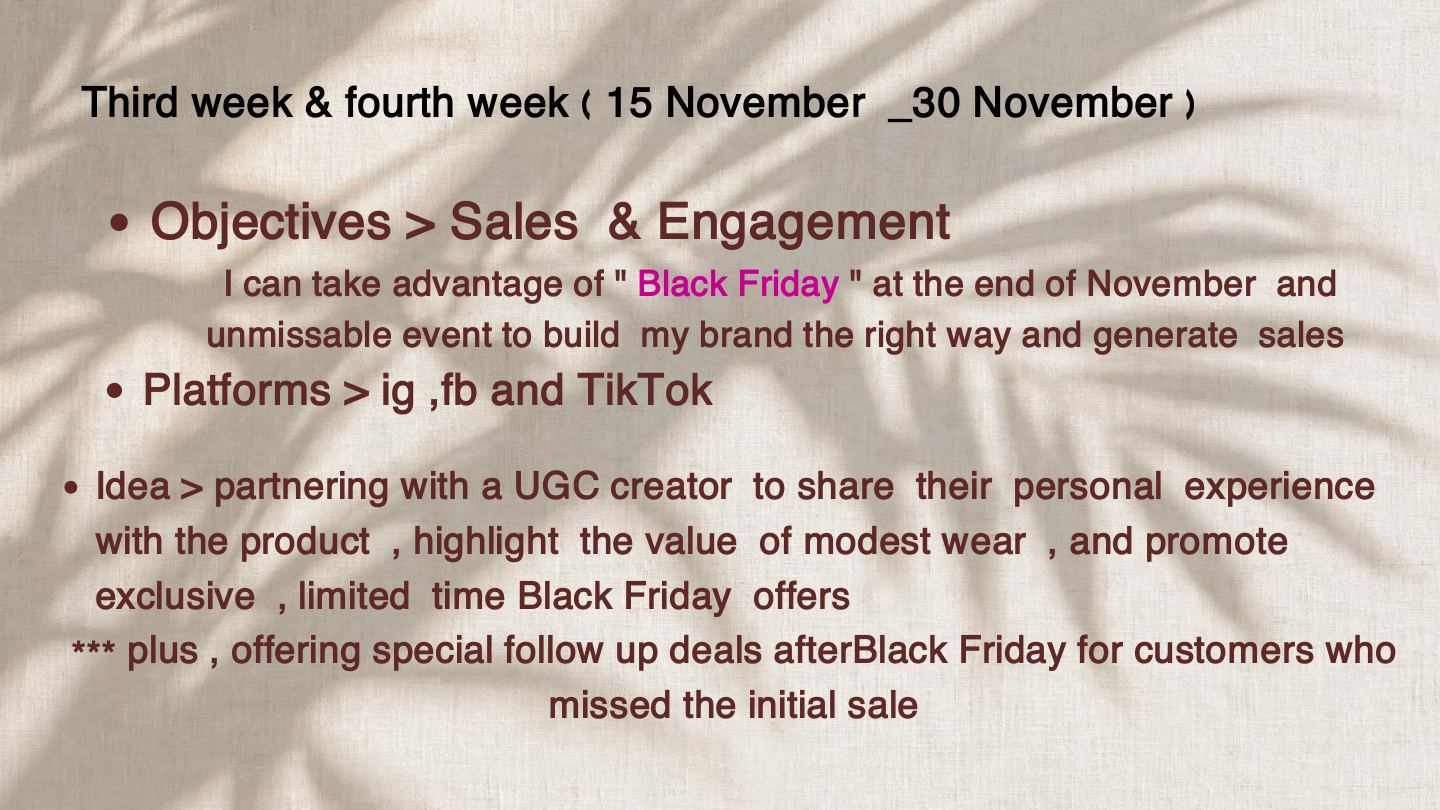 Third week & fourth week ( 15 November _30 November )
• Objectives > Sales & Engagement
I can take advantage of " Black Friday " at the end of November and
unmissable event to build my brand the right way and generate sales
• Platforms > ig ,fb and TikTok
• Idea > partnering with a UGC creator to share their personal experience
with the product , highlight the value of modest wear , and promote
exclusive , limited time Black Friday offers
*** plus , offering special follow up deals afterBlack Friday for customers who
missed the initial sale